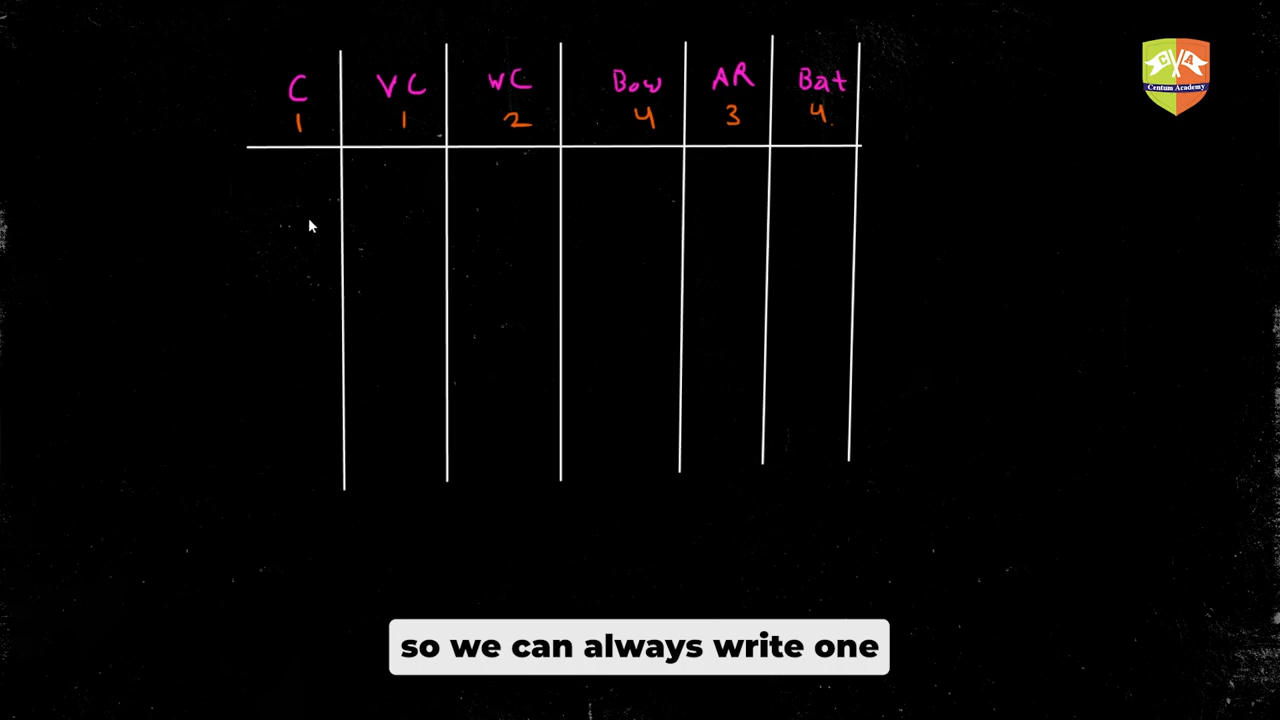 C VC WC Bow AR Bat
1 1 2 4 3 4
CVA
Centum Academy
so we can always write one